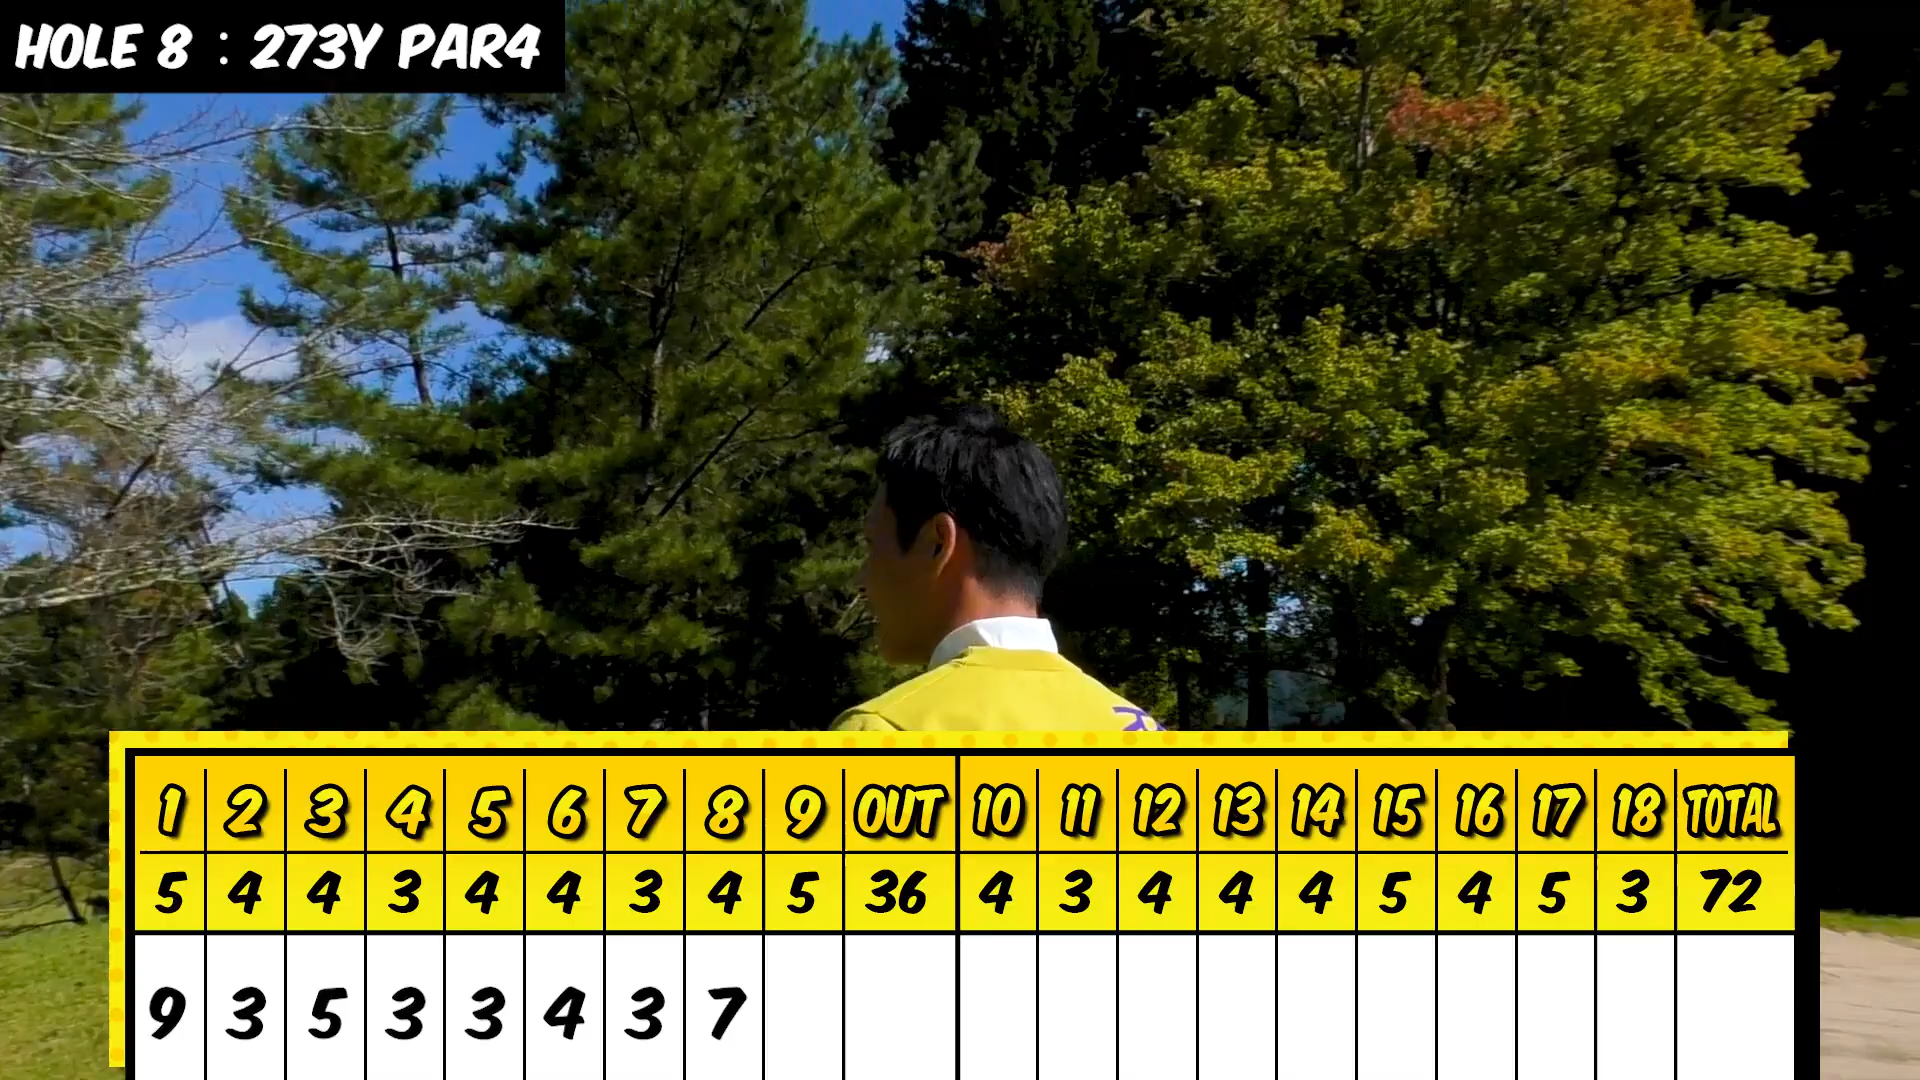 HOLE 8 : 273Y PAR4
1 2 3 4 5 6 7 8 9 OUT 10 11 12 13 14 15 16 17 18 TOTAL
5 4 4 3 4 4 3 4 5 36 4 3 4 4 4 5 4 5 3 72
9 3 5 3 3 4 3 7